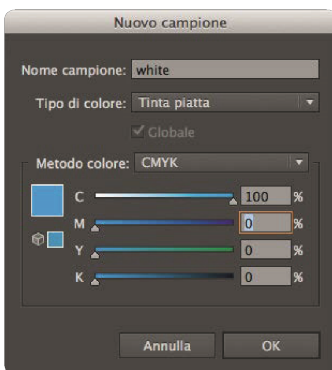 Nuovo campione
Nome campione: white
Tipo di colore: Tinta piatta
Globale
Metodo colore: CMYK
C 100 %
M 0 %
Y 0 %
K 0 %
Annulla OK